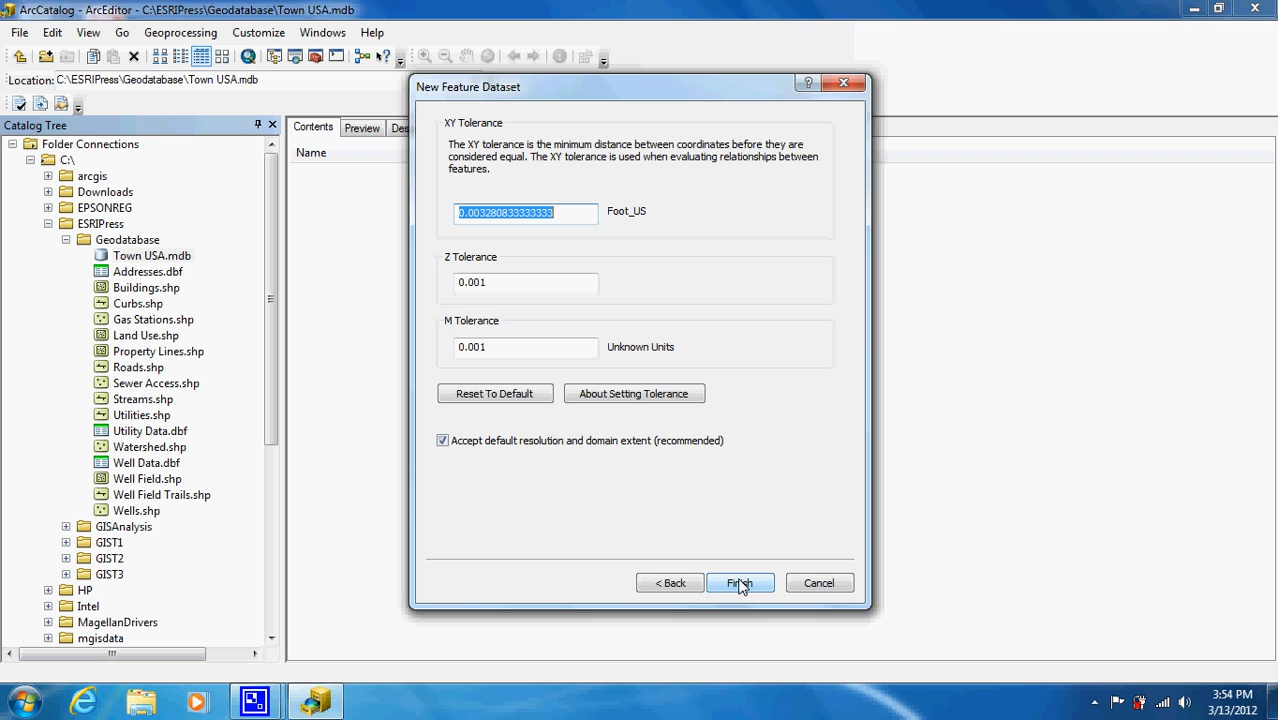 ArcCatalog - ArcEditor - C:\ESRIPress\Geodatabase\Town USA.mdb
File Edit View Go Geoprocessing Customize Windows Help
Location: C:\ESRIPress\Geodatabase\Town USA.mdb
Catalog Tree
Folder Connections
C:\
arcgis
Downloads
EPSONREG
ESRIPress
Geodatabase
Town USA.mdb
Addresses.dbf
Buildings.shp
Curbs.shp
Gas Stations.shp
Land Use.shp
Property Lines.shp
Roads.shp
Sewer Access.shp
Streams.shp
Utilities.shp
Utility Data.dbf
Watershed.shp
Well Data.dbf
Well Field.shp
Well Field Trails.shp
Wells.shp
GISAnalysis
GIST1
GIST2
GIST3
HP
Intel
MagellanDrivers
mgisdata
Contents Preview Des
Name
New Feature Dataset
XY Tolerance
The XY tolerance is the minimum distance between coordinates before they are
considered equal. The XY tolerance is used when evaluating relationships between
features.
0.003280833333333 Foot_US
Z Tolerance
0.001
M Tolerance
0.001 Unknown Units
Reset To Default About Setting Tolerance
Accept default resolution and domain extent (recommended)
< Back Finish Cancel
3:54 PM
3/13/2012